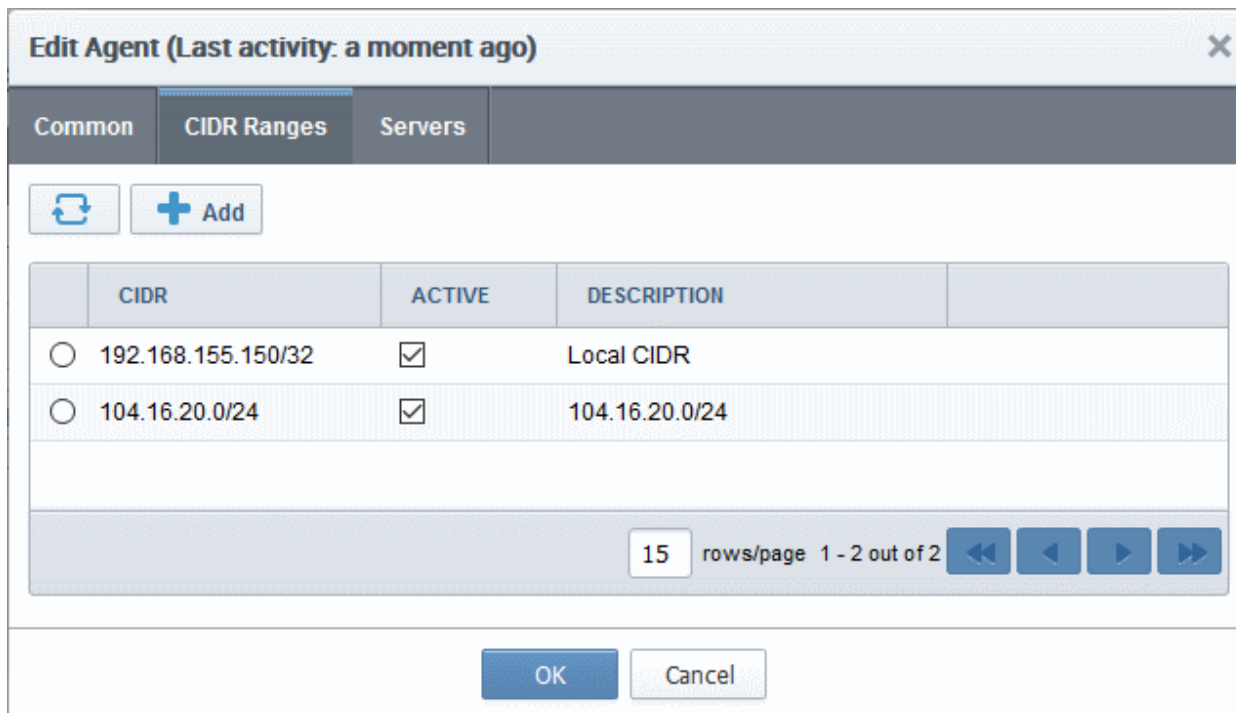 Edit Agent (Last activity: a moment ago)
Common CIDR Ranges Servers
Add
CIDR ACTIVE DESCRIPTION
192.168.155.150/32 Local CIDR
104.16.20.0/24 104.16.20.0/24
15 rows/page 1 - 2 out of 2
OK Cancel